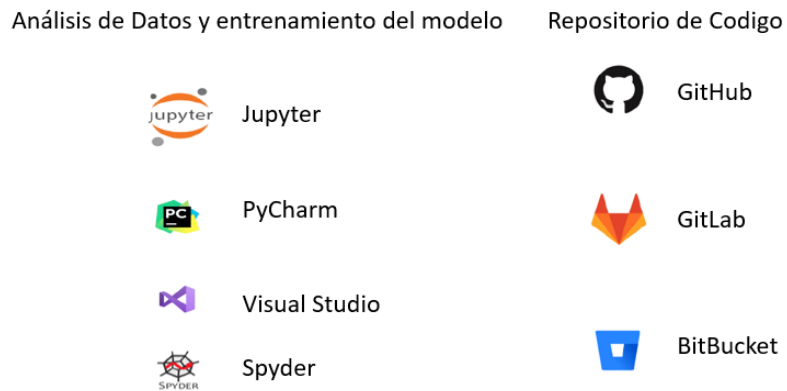 Análisis de Datos y entrenamiento del modelo
jupyter
Jupyter
PC
PyCharm
Visual Studio
SPYDER
Spyder
Repositorio de Codigo
GitHub
GitLab
BitBucket